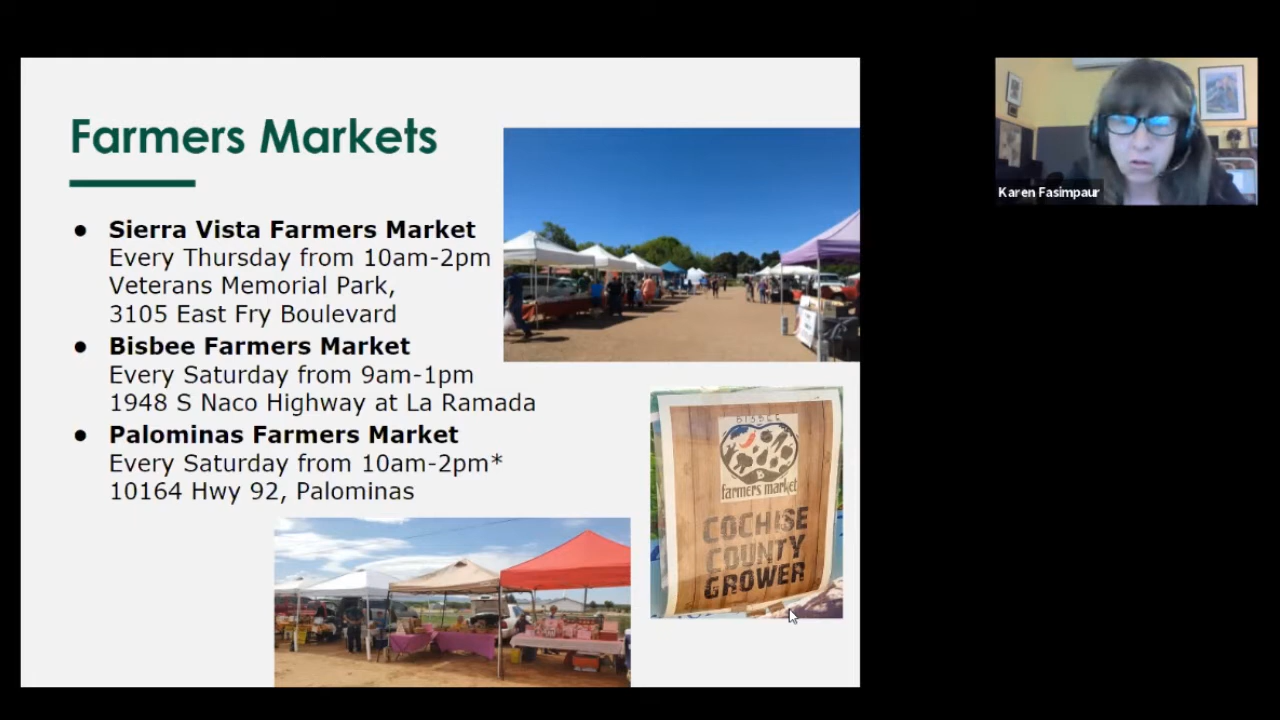 Farmers Markets
● Sierra Vista Farmers Market
Every Thursday from 10am-2pm
Veterans Memorial Park,
3105 East Fry Boulevard
● Bisbee Farmers Market
Every Saturday from 9am-1pm
1948 S Naco Highway at La Ramada
● Palominas Farmers Market
Every Saturday from 10am-2pm*
10164 Hwy 92, Palominas
BISBEE
B
farmers market
COCHISE
COUNTY
GROWER
Karen Fasimpaur